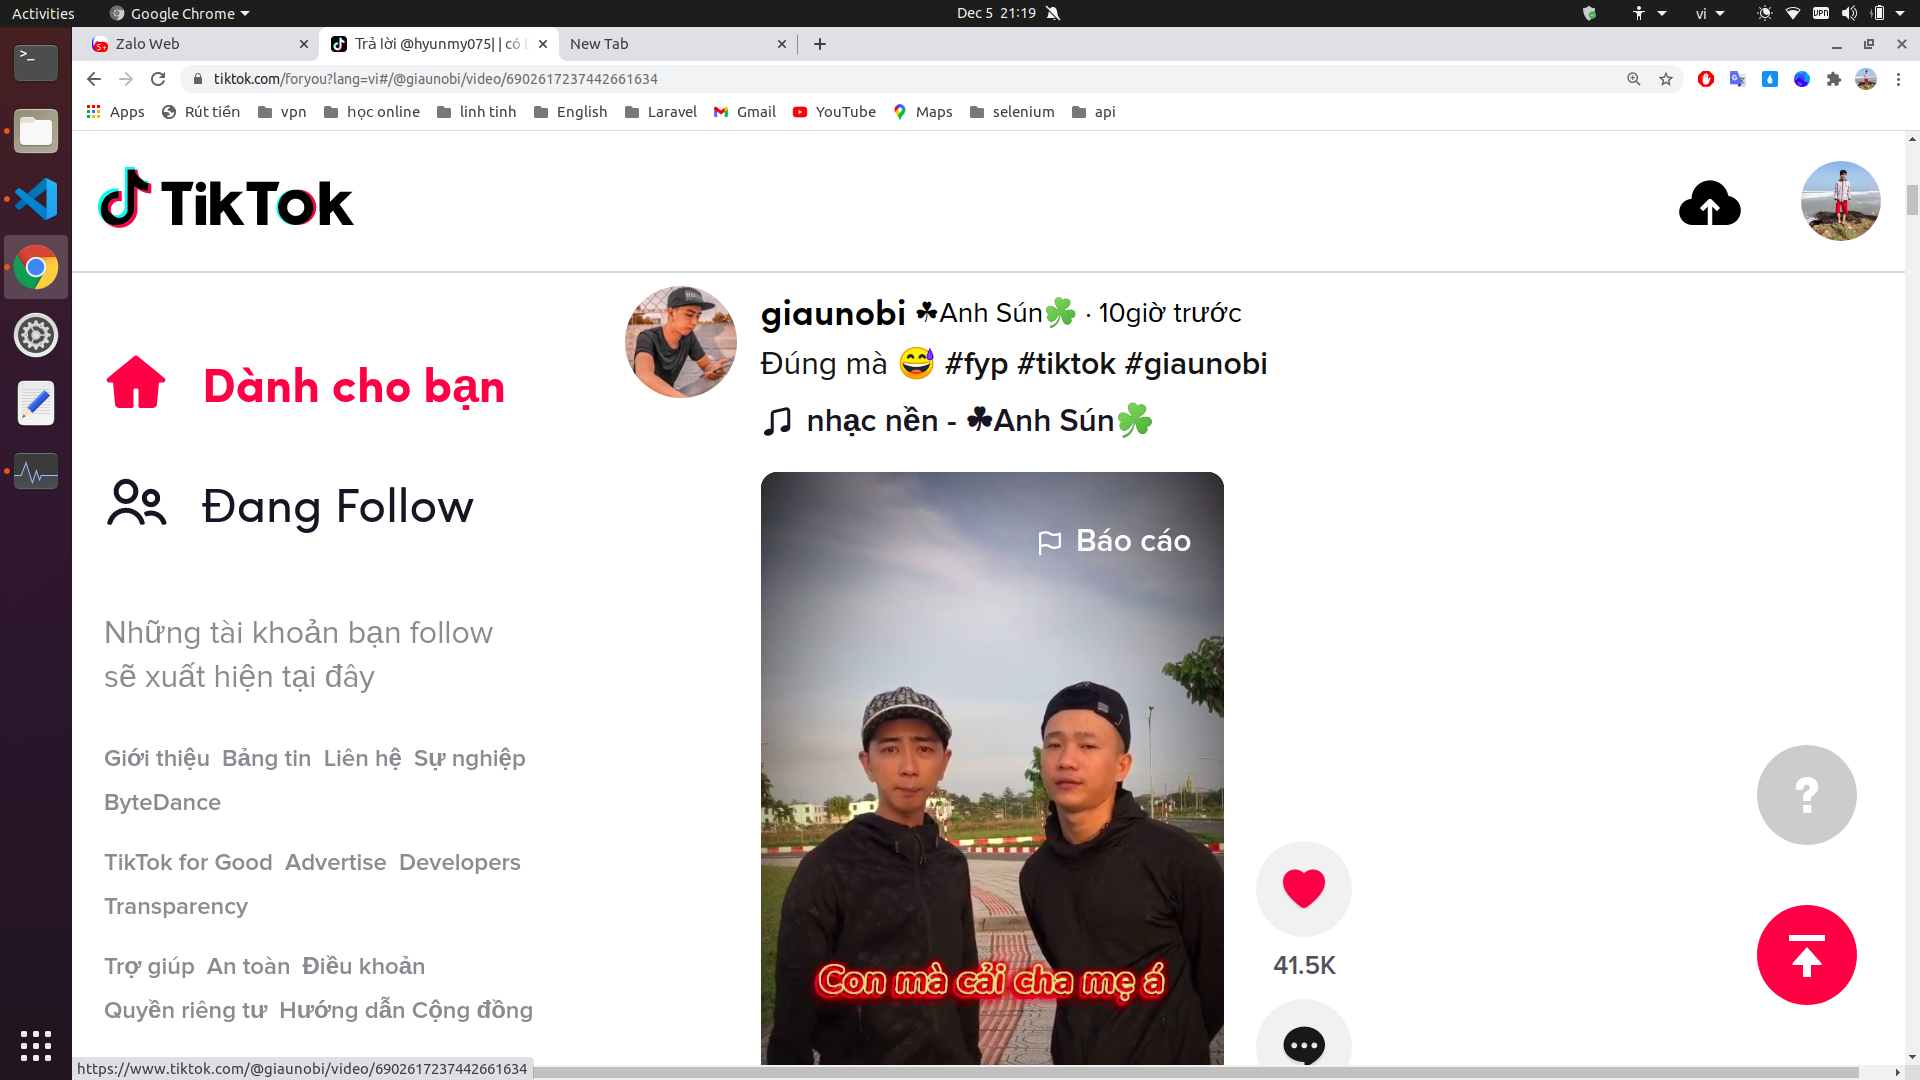 Activities
Google Chrome
Dec 5 21:19
vi
VPN
Zalo Web
Trả lời @hyunmy075| | có
New Tab
tiktok.com/foryou?lang=vi#/@giaunobi/video/6902617237442661634
Apps
Rút tiền
vpn
học online
linh tinh
English
Laravel
Gmail
YouTube
Maps
selenium
api
TikTok
giaunobi ☘Anh Sún☘️ · 10giờ trước
Đúng mà 😅 #fyp #tiktok #giaunobi
nhạc nền - ☘Anh Sún☘️
Dành cho bạn
Đang Follow
Những tài khoản bạn follow
sẽ xuất hiện tại đây
Giới thiệu Bảng tin Liên hệ Sự nghiệp
ByteDance
TikTok for Good Advertise Developers
Transparency
Trợ giúp An toàn Điều khoản
Quyền riêng tư Hướng dẫn Cộng đồng
Báo cáo
Con mà cải cha mẹ á
41.5K
?
https://www.tiktok.com/@giaunobi/video/6902617237442661634